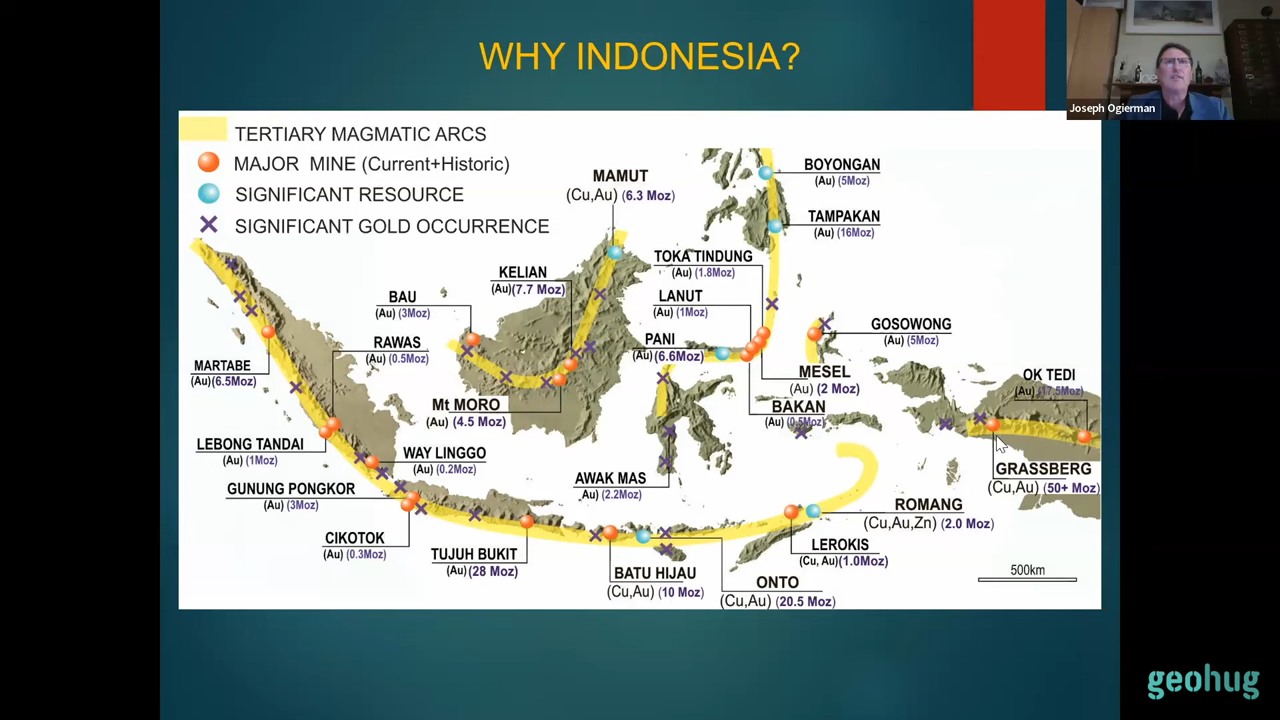 WHY INDONESIA?
Joe
Joseph Ogierman
TERTIARY MAGMATIC ARCS
MAJOR MINE (Current+Historic)
SIGNIFICANT RESOURCE
SIGNIFICANT GOLD OCCURRENCE
MAMUT
(Cu,Au) (6.3 Moz)
BOYONGAN
(Au) (5Moz)
TAMPAKAN
(Au) (16Moz)
TOKA TINDUNG
(Au) (1.8Moz)
KELIAN
(Au)(7.7 Moz)
LANUT
(Au) (1Moz)
BAU
(Au) (3Moz)
GOSOWONG
(Au) (5Moz)
RAWAS
(Au) (0.5Moz)
PANI
(Au) (6.6Moz)
MARTABE
(Au)(6.5Moz)
MESEL
(Au) (2 Moz)
OK TEDI
(Au) (17.5Moz)
Mt MORO
(Au) (4.5 Moz)
BAKAN
(Au) (0.5Moz)
LEBONG TANDAI
(Au) (1Moz)
WAY LINGGO
(Au) (0.2Moz)
AWAK MAS
Au) (2.2Moz)
GRASSBERG
(Cu,Au) (50+ Moz)
GUNUNG PONGKOR
(Au) (3Moz)
ROMANG
(Cu,Au,Zn) (2.0 Moz)
CIKOTOK
(Au) (0.3Moz)
TUJUH BUKIT
(Au)(28 Moz)
LEROKIS
(Cu, Au)(1.0Moz)
BATU HIJAU
(Cu,Au) (10 Moz)
ONTO
(Cu,Au) (20.5 Moz)
500km
geohug